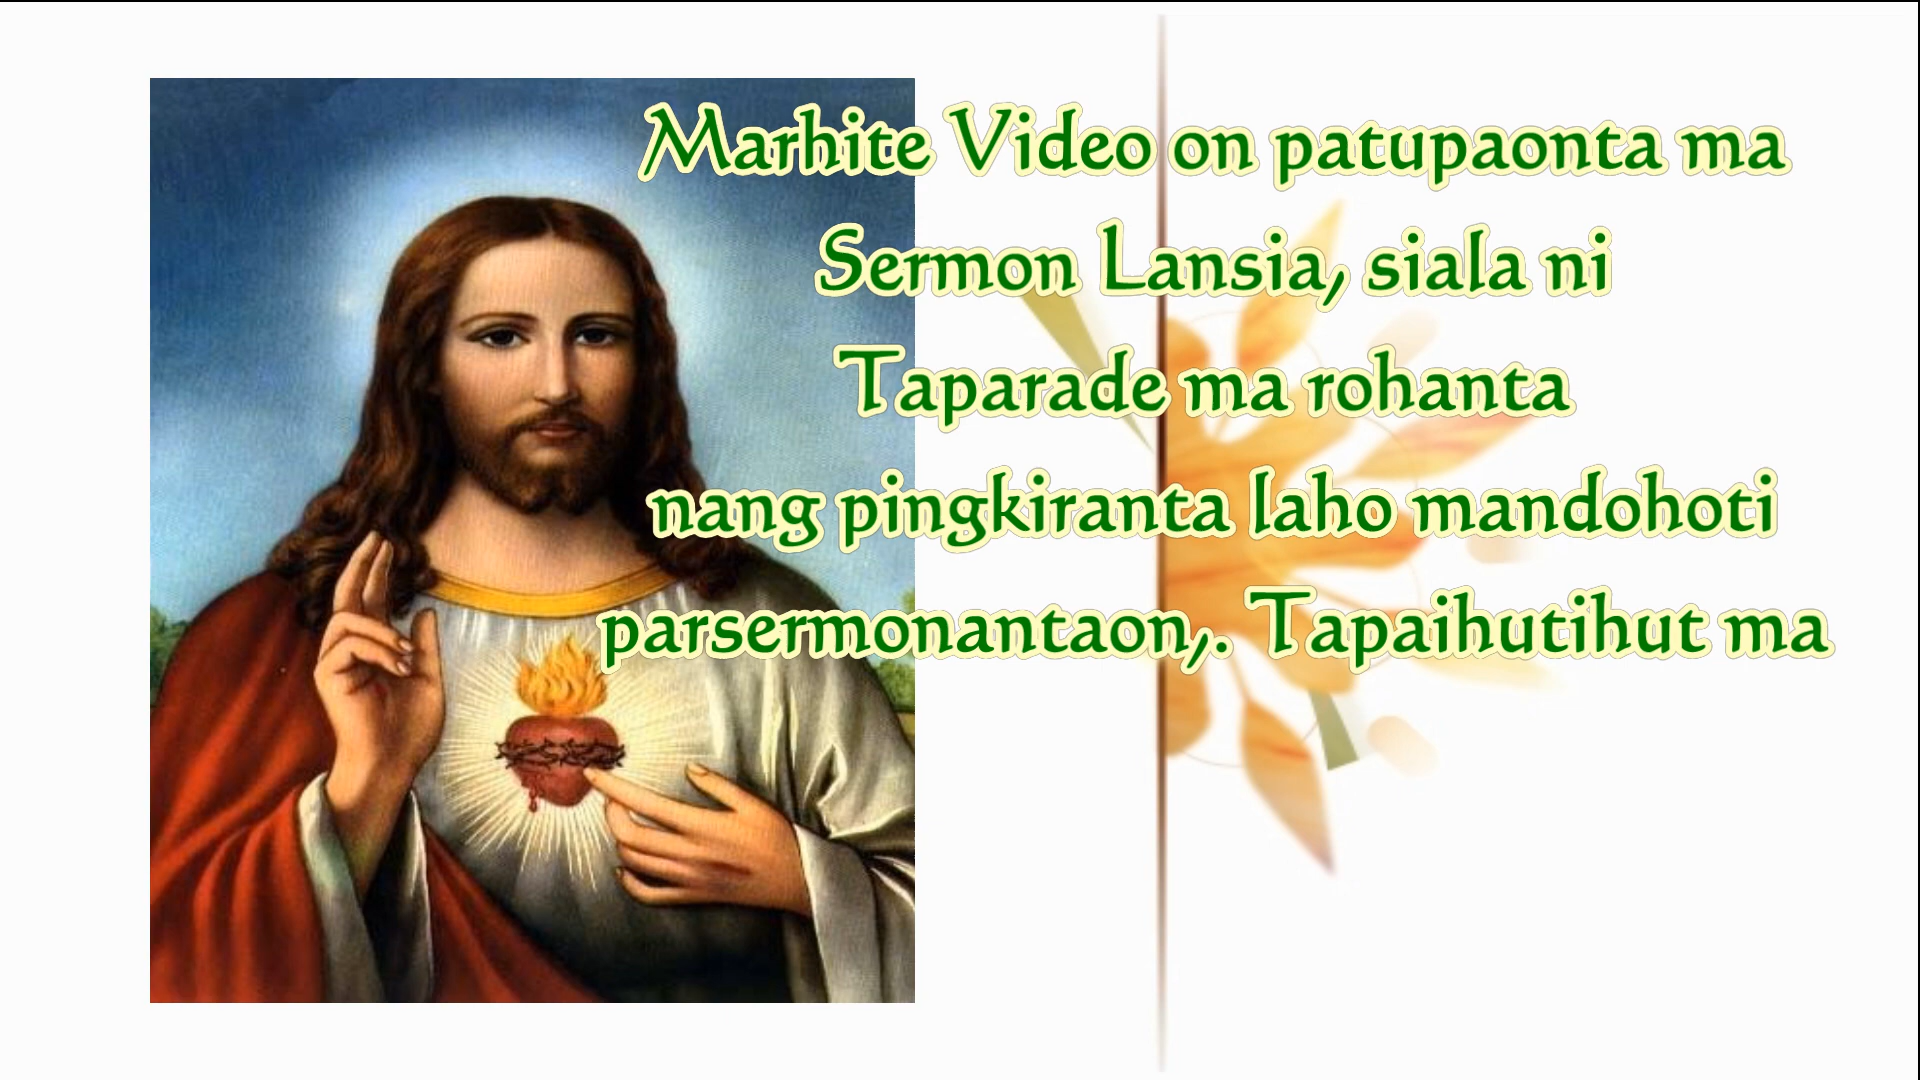 Marhite Video on patupaonta ma
Sermon Lansia, siala ni
Taparade ma rohanta
nang pingkiranta laho mandohoti
parsermonantaon,. Tapaihutihut ma